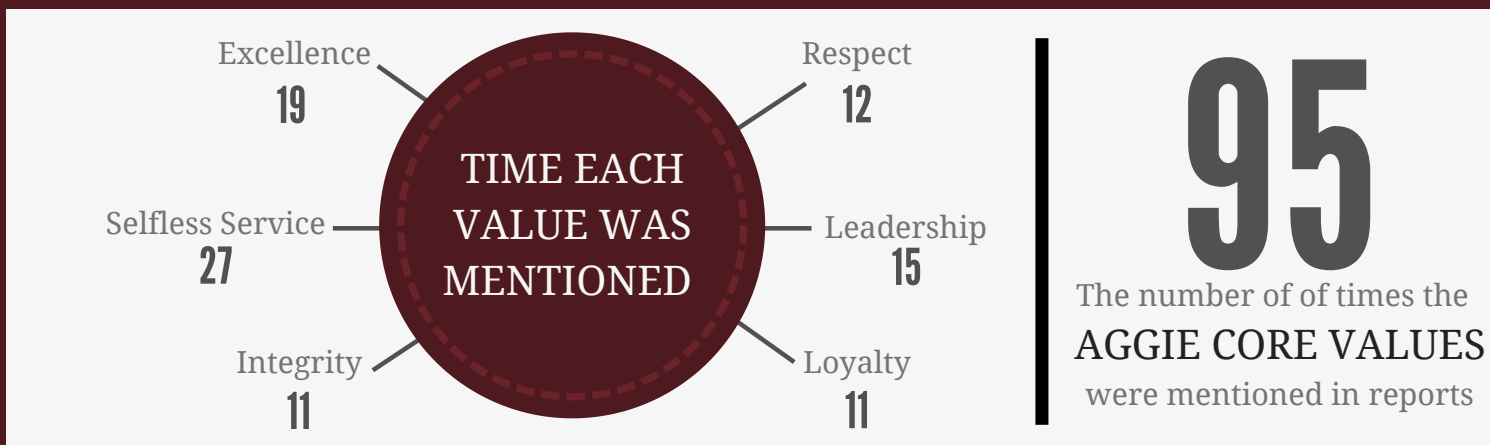 Excellence
19
Selfless Service
27
Integrity
11
TIME EACH
VALUE WAS
MENTIONED
Respect
12
Leadership
15
Loyalty
11
95
The number of of times the
AGGIE CORE VALUES
were mentioned in reports